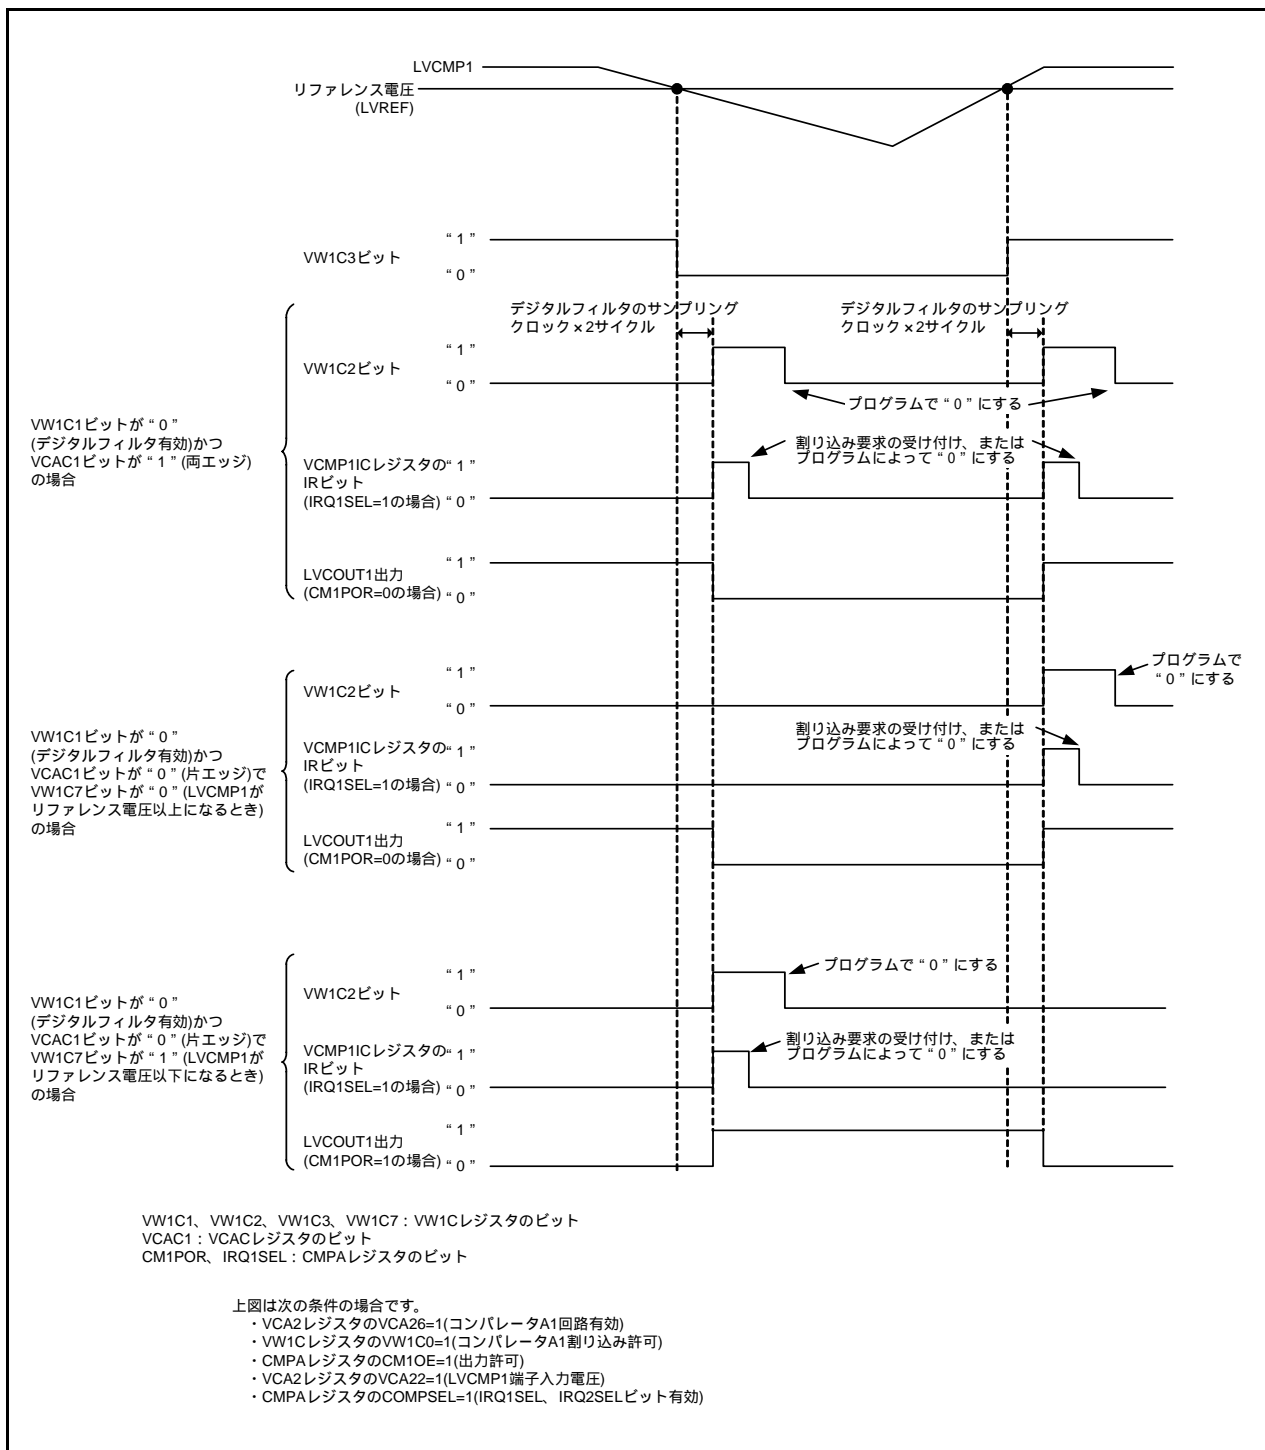 LVCMP1
リファレンス電圧
(LVREF)
“ 1 ”
VW1C3ビット
“ 0 ”
デジタルフィルタのサンプリング
クロック×2サイクル
デジタルフィルタのサンプリング
クロック×2サイクル
“ 1 ”
VW1C2ビット
“ 0 ”
プログラムで “ 0 ” にする
VW1C1ビットが “ 0 ”
(デジタルフィルタ有効)かつ
VCAC1ビットが “ 1 ” (両エッジ)
の場合
割り込み要求の受け付け、または
プログラムによって “ 0 ” にする
VCMP1ICレジスタの “ 1 ”
IRビット
(IRQ1SEL=1の場合) “ 0 ”
“ 1 ”
LVCOUT1出力
(CM1POR=0の場合) “ 0 ”
“ 1 ”
VW1C2ビット
“ 0 ”
プログラムで
“ 0 ” にする
VW1C1ビットが “ 0 ”
(デジタルフィルタ有効)かつ
VCAC1ビットが “ 0 ” (片エッジ)で
VW1C7ビットが “ 0 ” (LVCMP1が
リファレンス電圧以上になるとき)
の場合
割り込み要求の受け付け、または
プログラムによって “ 0 ” にする
VCMP1ICレジスタの “ 1 ”
IRビット
(IRQ1SEL=1の場合) “ 0 ”
“ 1 ”
LVCOUT1出力
(CM1POR=0の場合) “ 0 ”
“ 1 ”
VW1C2ビット
“ 0 ”
プログラムで “ 0 ” にする
VW1C1ビットが “ 0 ”
(デジタルフィルタ有効)かつ
VCAC1ビットが “ 0 ” (片エッジ)で
VW1C7ビットが “ 1 ” (LVCMP1が
リファレンス電圧以下になるとき)
の場合
割り込み要求の受け付け、または
プログラムによって “ 0 ” にする
VCMP1ICレジスタの “ 1 ”
IRビット
(IRQ1SEL=1の場合) “ 0 ”
“ 1 ”
LVCOUT1出力
(CM1POR=1の場合) “ 0 ”
VW1C1、VW1C2、VW1C3、VW1C7：VW1Cレジスタのビット
VCAC1：VCACレジスタのビット
CM1POR、IRQ1SEL：CMPAレジスタのビット
上図は次の条件の場合です。
・VCA2レジスタのVCA26=1(コンパレータA1回路有効)
・VW1CレジスタのVW1C0=1(コンパレータA1割り込み許可)
・CMPAレジスタのCM1OE=1(出力許可)
・VCA2レジスタのVCA22=1(LVCMP1端子入力電圧)
・CMPAレジスタのCOMPSEL=1(IRQ1SEL、IRQ2SELビット有効)